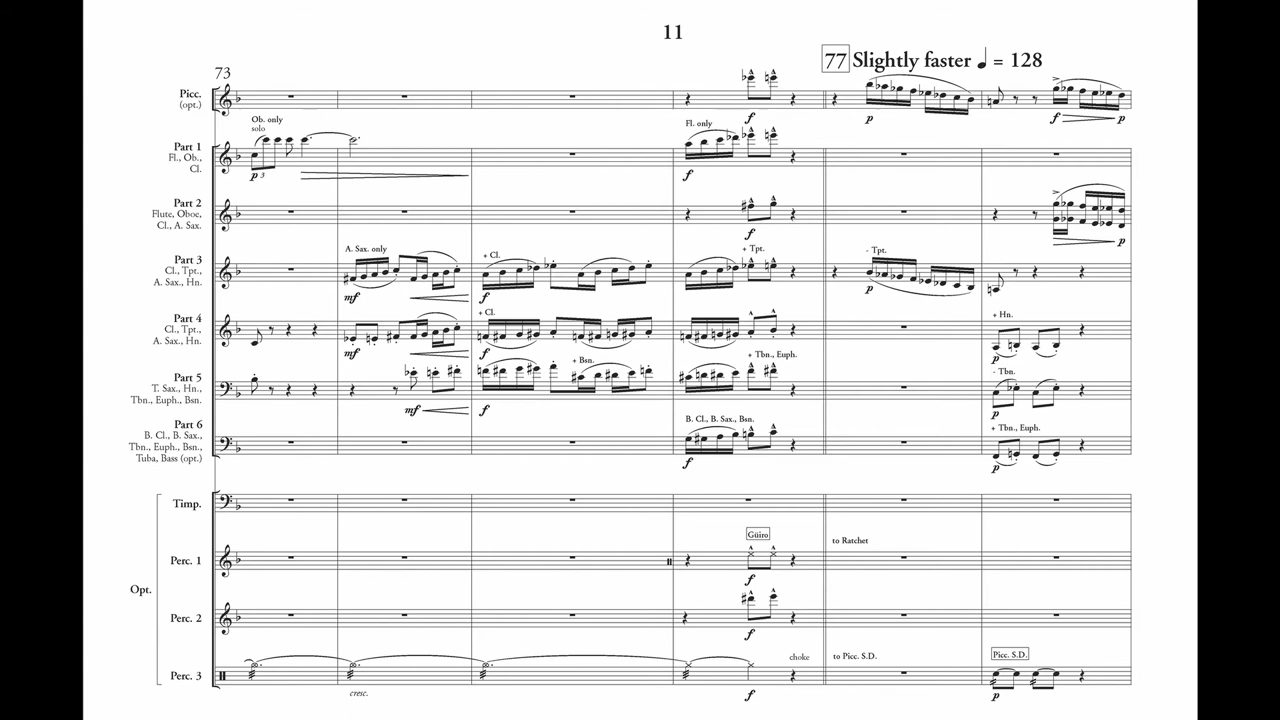 11
77 Slightly faster ♩ = 128
73
Picc.
(opt.)
f
p
f
p
Ob. only
solo
Fl. only
Part 1
Fl., Ob.,
Cl.
p
3
f
Part 2
Flute, Oboe,
Cl., A. Sax.
f
p
A. Sax. only
+ Cl.
+ Tpt.
- Tpt.
Part 3
Cl., Tpt.,
A. Sax., Hn.
mf
f
p
+ Cl.
+ Hn.
Part 4
Cl., Tpt.,
A. Sax., Hn.
mf
f
p
+ Bsn.
+ Tbn., Euph.
- Tbn.
Part 5
T. Sax., Hn.,
Tbn., Euph., Bsn.
mf
f
p
B. Cl., B. Sax., Bsn.
+ Tbn., Euph.
Part 6
B. Cl., B. Sax.,
Tbn., Euph., Bsn.,
Tuba, Bass (opt.)
f
p
Timp.
Güiro
to Ratchet
Perc. 1
f
Opt.
Perc. 2
f
choke
to Picc. S.D.
Picc. S.D.
Perc. 3
cresc.
f
p